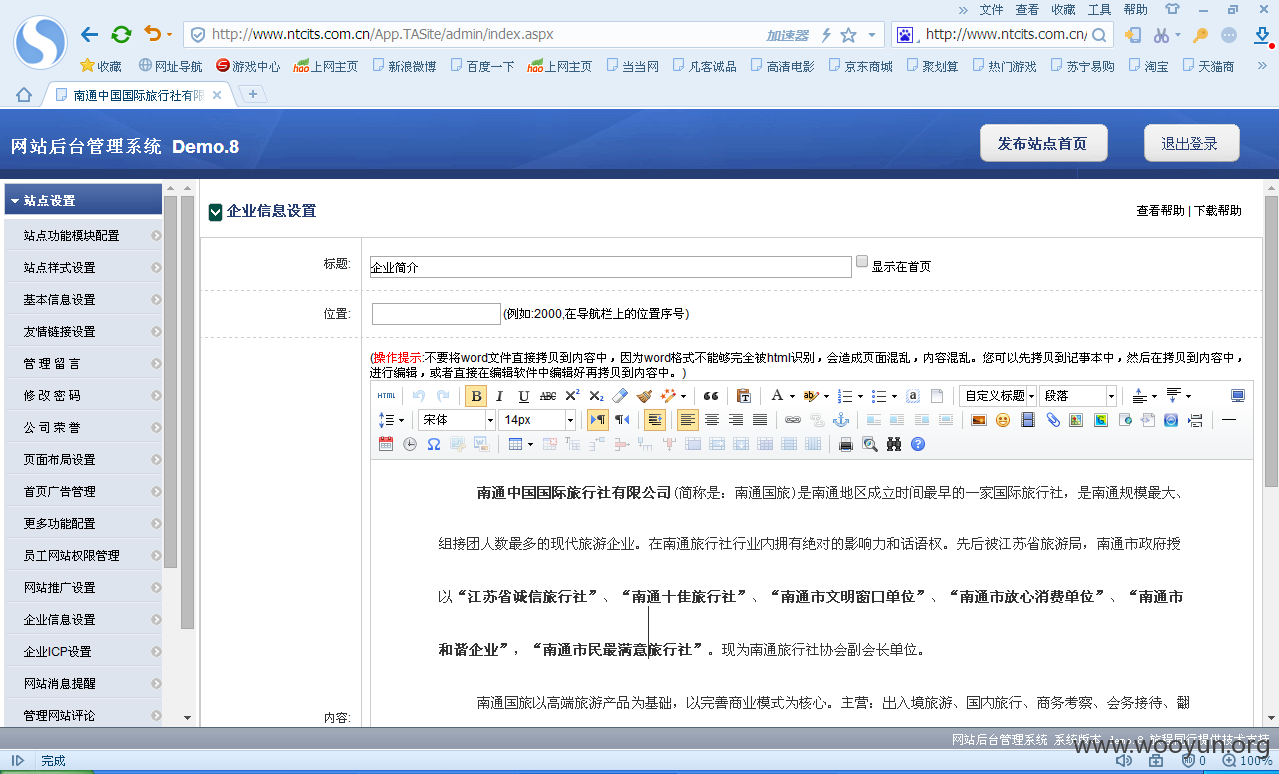 » 文件 查看 收藏 工具 帮助
http://www.ntcits.com.cn/App.TASite/admin/index.aspx 加速器 http://www.ntcits.com.cn/
收藏 网址导航 游戏中心 hao上网主页 新浪微博 百度一下 hao上网主页 当当网 凡客诚品 高清电影 京东商城 聚划算 热门游戏 苏宁易购 淘宝 天猫商 »
南通中国国际旅行社有限
网站后台管理系统 Demo.8 发布站点首页 退出登录
站点设置
站点功能模块配置
站点样式设置
基本信息设置
友情链接设置
管 理 留 言
修 改 密 码
公 司 荣 誉
页面布局设置
首页广告管理
更多功能配置
员工网站权限管理
网站推广设置
企业信息设置
企业ICP设置
网站消息提醒
管理网站评论
企业信息设置 查看帮助 | 下载帮助
标题: 企业简介 显示在首页
位置: (例如:2000,在导航栏上的位置序号)
(操作提示:不要将word文件直接拷贝到内容中，因为word格式不能够完全被html识别，会造成页面混乱，内容混乱。您可以先拷贝到记事本中，然后在拷贝到内容中，
进行编辑，或者直接在编辑软件中编辑好再拷贝到内容中。)
HTML B I U ABC X² X₂ A ab a 自定义标题 段落
宋体 14px
南通中国国际旅行社有限公司(简称是：南通国旅)是南通地区成立时间最早的一家国际旅行社，是南通规模最大、
组接团人数最多的现代旅游企业。在南通旅行社行业内拥有绝对的影响力和话语权。先后被江苏省旅游局，南通市政府授
以“江苏省诚信旅行社”、“南通十佳旅行社”、“南通市文明窗口单位”、“南通市放心消费单位”、“南通市
和谐企业”，“南通市民最满意旅行社”。现为南通旅行社协会副会长单位。
南通国旅以高端旅游产品为基础，以完善商业模式为核心。主营：出入境旅游、国内旅行、商务考察、会务接待、翻
内容:
网站后台管理系统 系统版本
www.wooyun.org
完成 0 100%